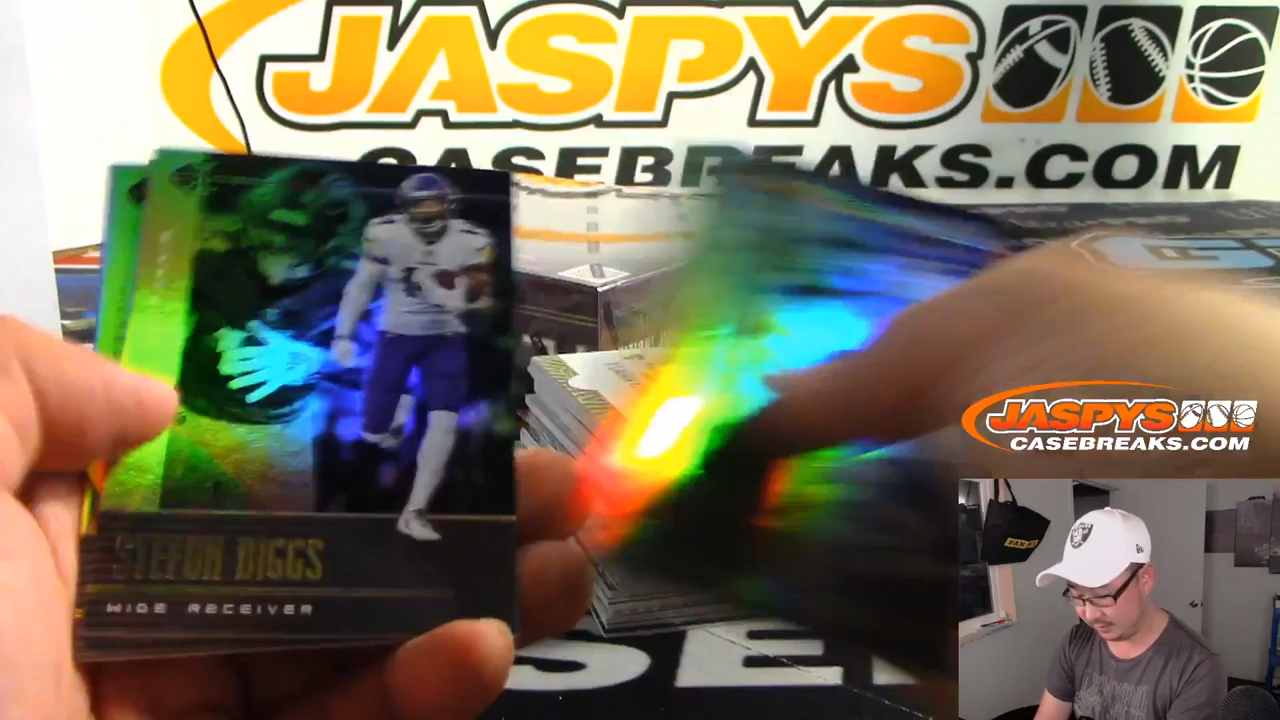 JASPYS
CASEBREAKS.COM
STEFON DIGGS
WIDE RECEIVER
JASPYS
CASEBREAKS.COM